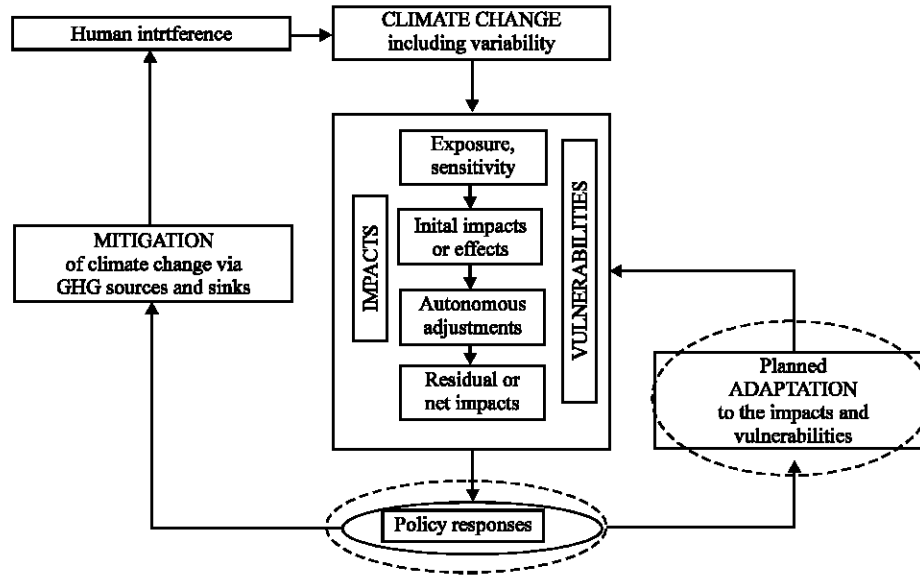 Human intrtference
CLIMATE CHANGE
including variability
Exposure,
sensitivity
Inital impacts
or effects
Autonomous
adjustments
Residual or
net impacts
IMPACTS
VULNERABILITIES
MITIGATION
of climate change via
GHG sources and sinks
Planned
ADAPTATION
to the impacts and
vulnerabilities
Policy responses